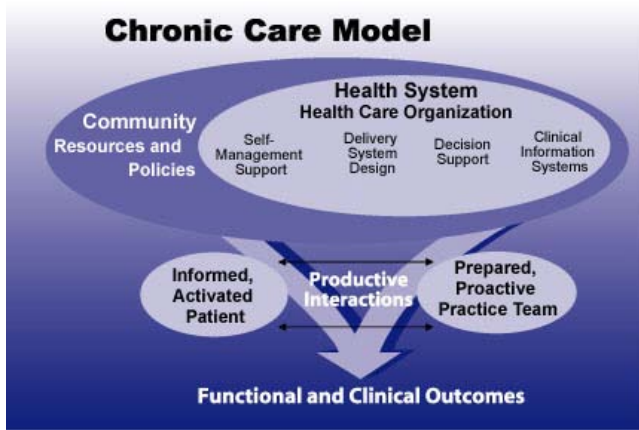 Chronic Care Model
Health System
Health Care Organization
Community
Resources and
Policies
Self-
Management
Support
Delivery
System
Design
Decision
Support
Clinical
Information
Systems
Informed,
Activated
Patient
Productive
Interactions
Prepared,
Proactive
Practice Team
Functional and Clinical Outcomes